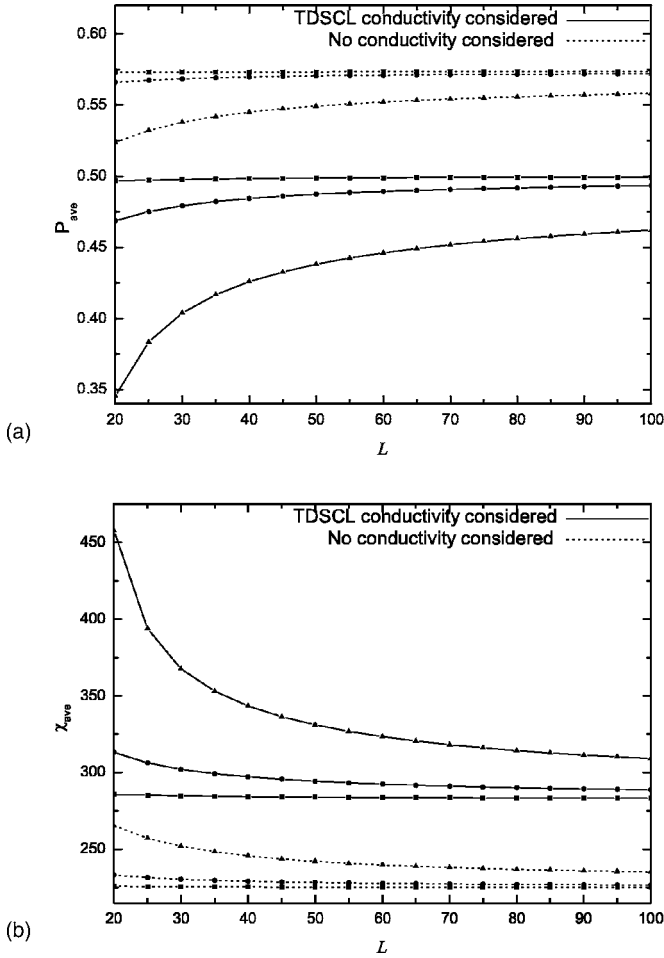 TDSCL conductivity considered
No conductivity considered
0.60
0.55
0.50
0.45
0.40
0.35
P ave
20 30 40 50 60 70 80 90 100
L
(a)
TDSCL conductivity considered
No conductivity considered
450
400
350
300
250
χ ave
20 30 40 50 60 70 80 90 100
L
(b)